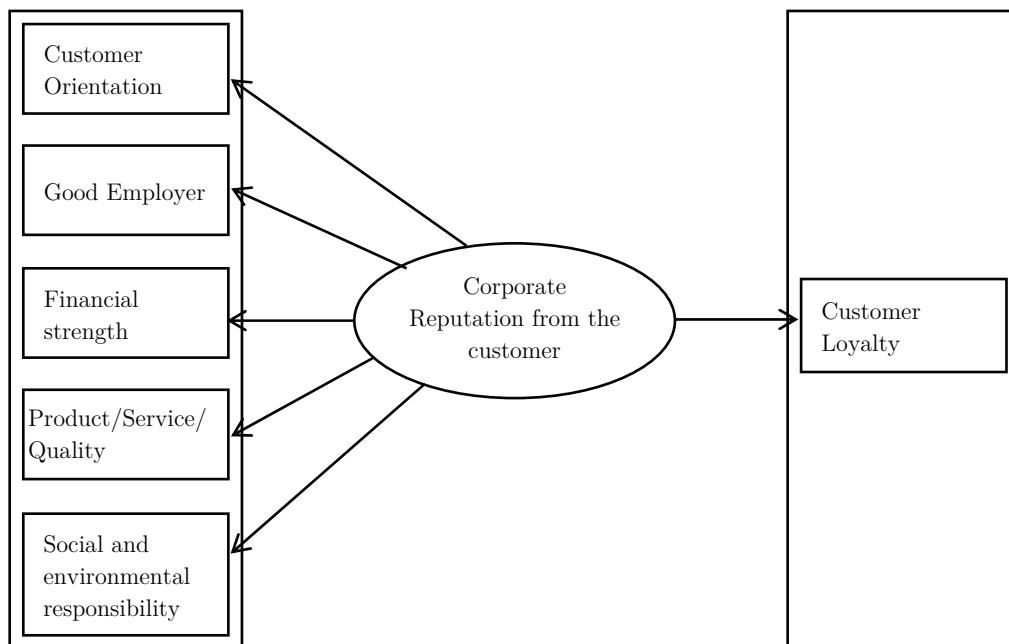 Customer
Orientation
Good Employer
Financial
strength
Product/Service/
Quality
Social and
environmental
responsibility
Corporate
Reputation from the
customer
Customer
Loyalty